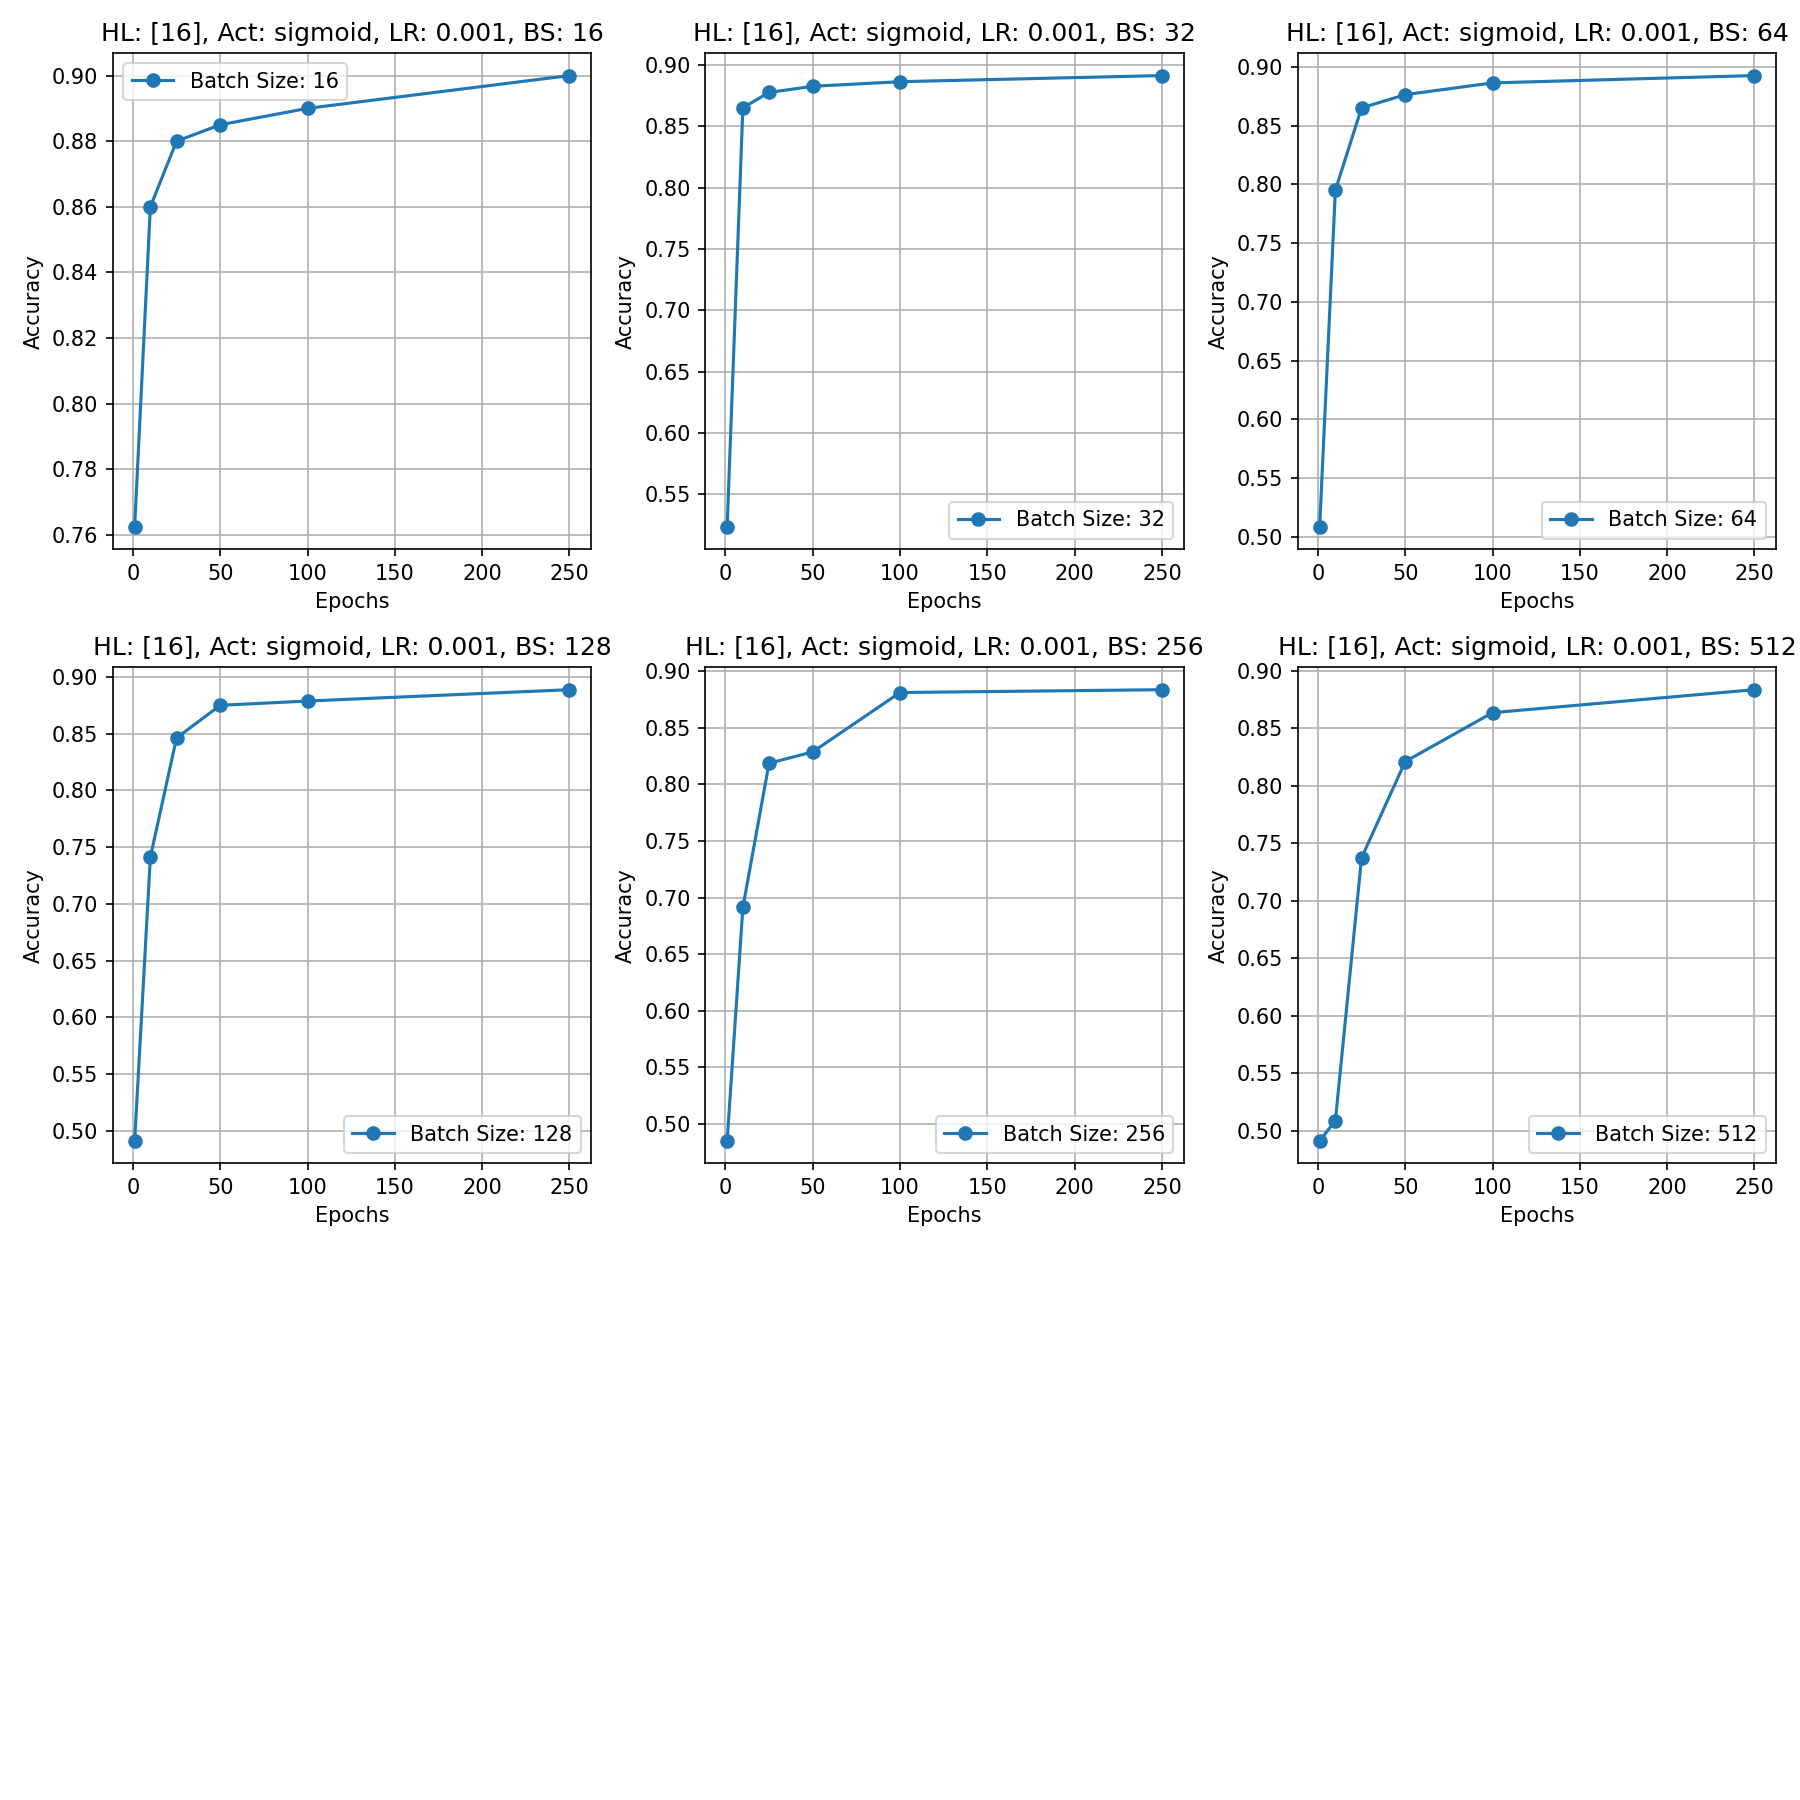 HL: [16], Act: sigmoid, LR: 0.001, BS: 16
Batch Size: 16
Accuracy
0.90
0.88
0.86
0.84
0.82
0.80
0.78
0.76
0 50 100 150 200 250
Epochs
HL: [16], Act: sigmoid, LR: 0.001, BS: 32
Accuracy
0.90
0.85
0.80
0.75
0.70
0.65
0.60
0.55
Batch Size: 32
0 50 100 150 200 250
Epochs
HL: [16], Act: sigmoid, LR: 0.001, BS: 64
Accuracy
0.90
0.85
0.80
0.75
0.70
0.65
0.60
0.55
0.50
Batch Size: 64
0 50 100 150 200 250
Epochs
HL: [16], Act: sigmoid, LR: 0.001, BS: 128
Accuracy
0.90
0.85
0.80
0.75
0.70
0.65
0.60
0.55
0.50
Batch Size: 128
0 50 100 150 200 250
Epochs
HL: [16], Act: sigmoid, LR: 0.001, BS: 256
Accuracy
0.90
0.85
0.80
0.75
0.70
0.65
0.60
0.55
0.50
Batch Size: 256
0 50 100 150 200 250
Epochs
HL: [16], Act: sigmoid, LR: 0.001, BS: 512
Accuracy
0.90
0.85
0.80
0.75
0.70
0.65
0.60
0.55
0.50
Batch Size: 512
0 50 100 150 200 250
Epochs